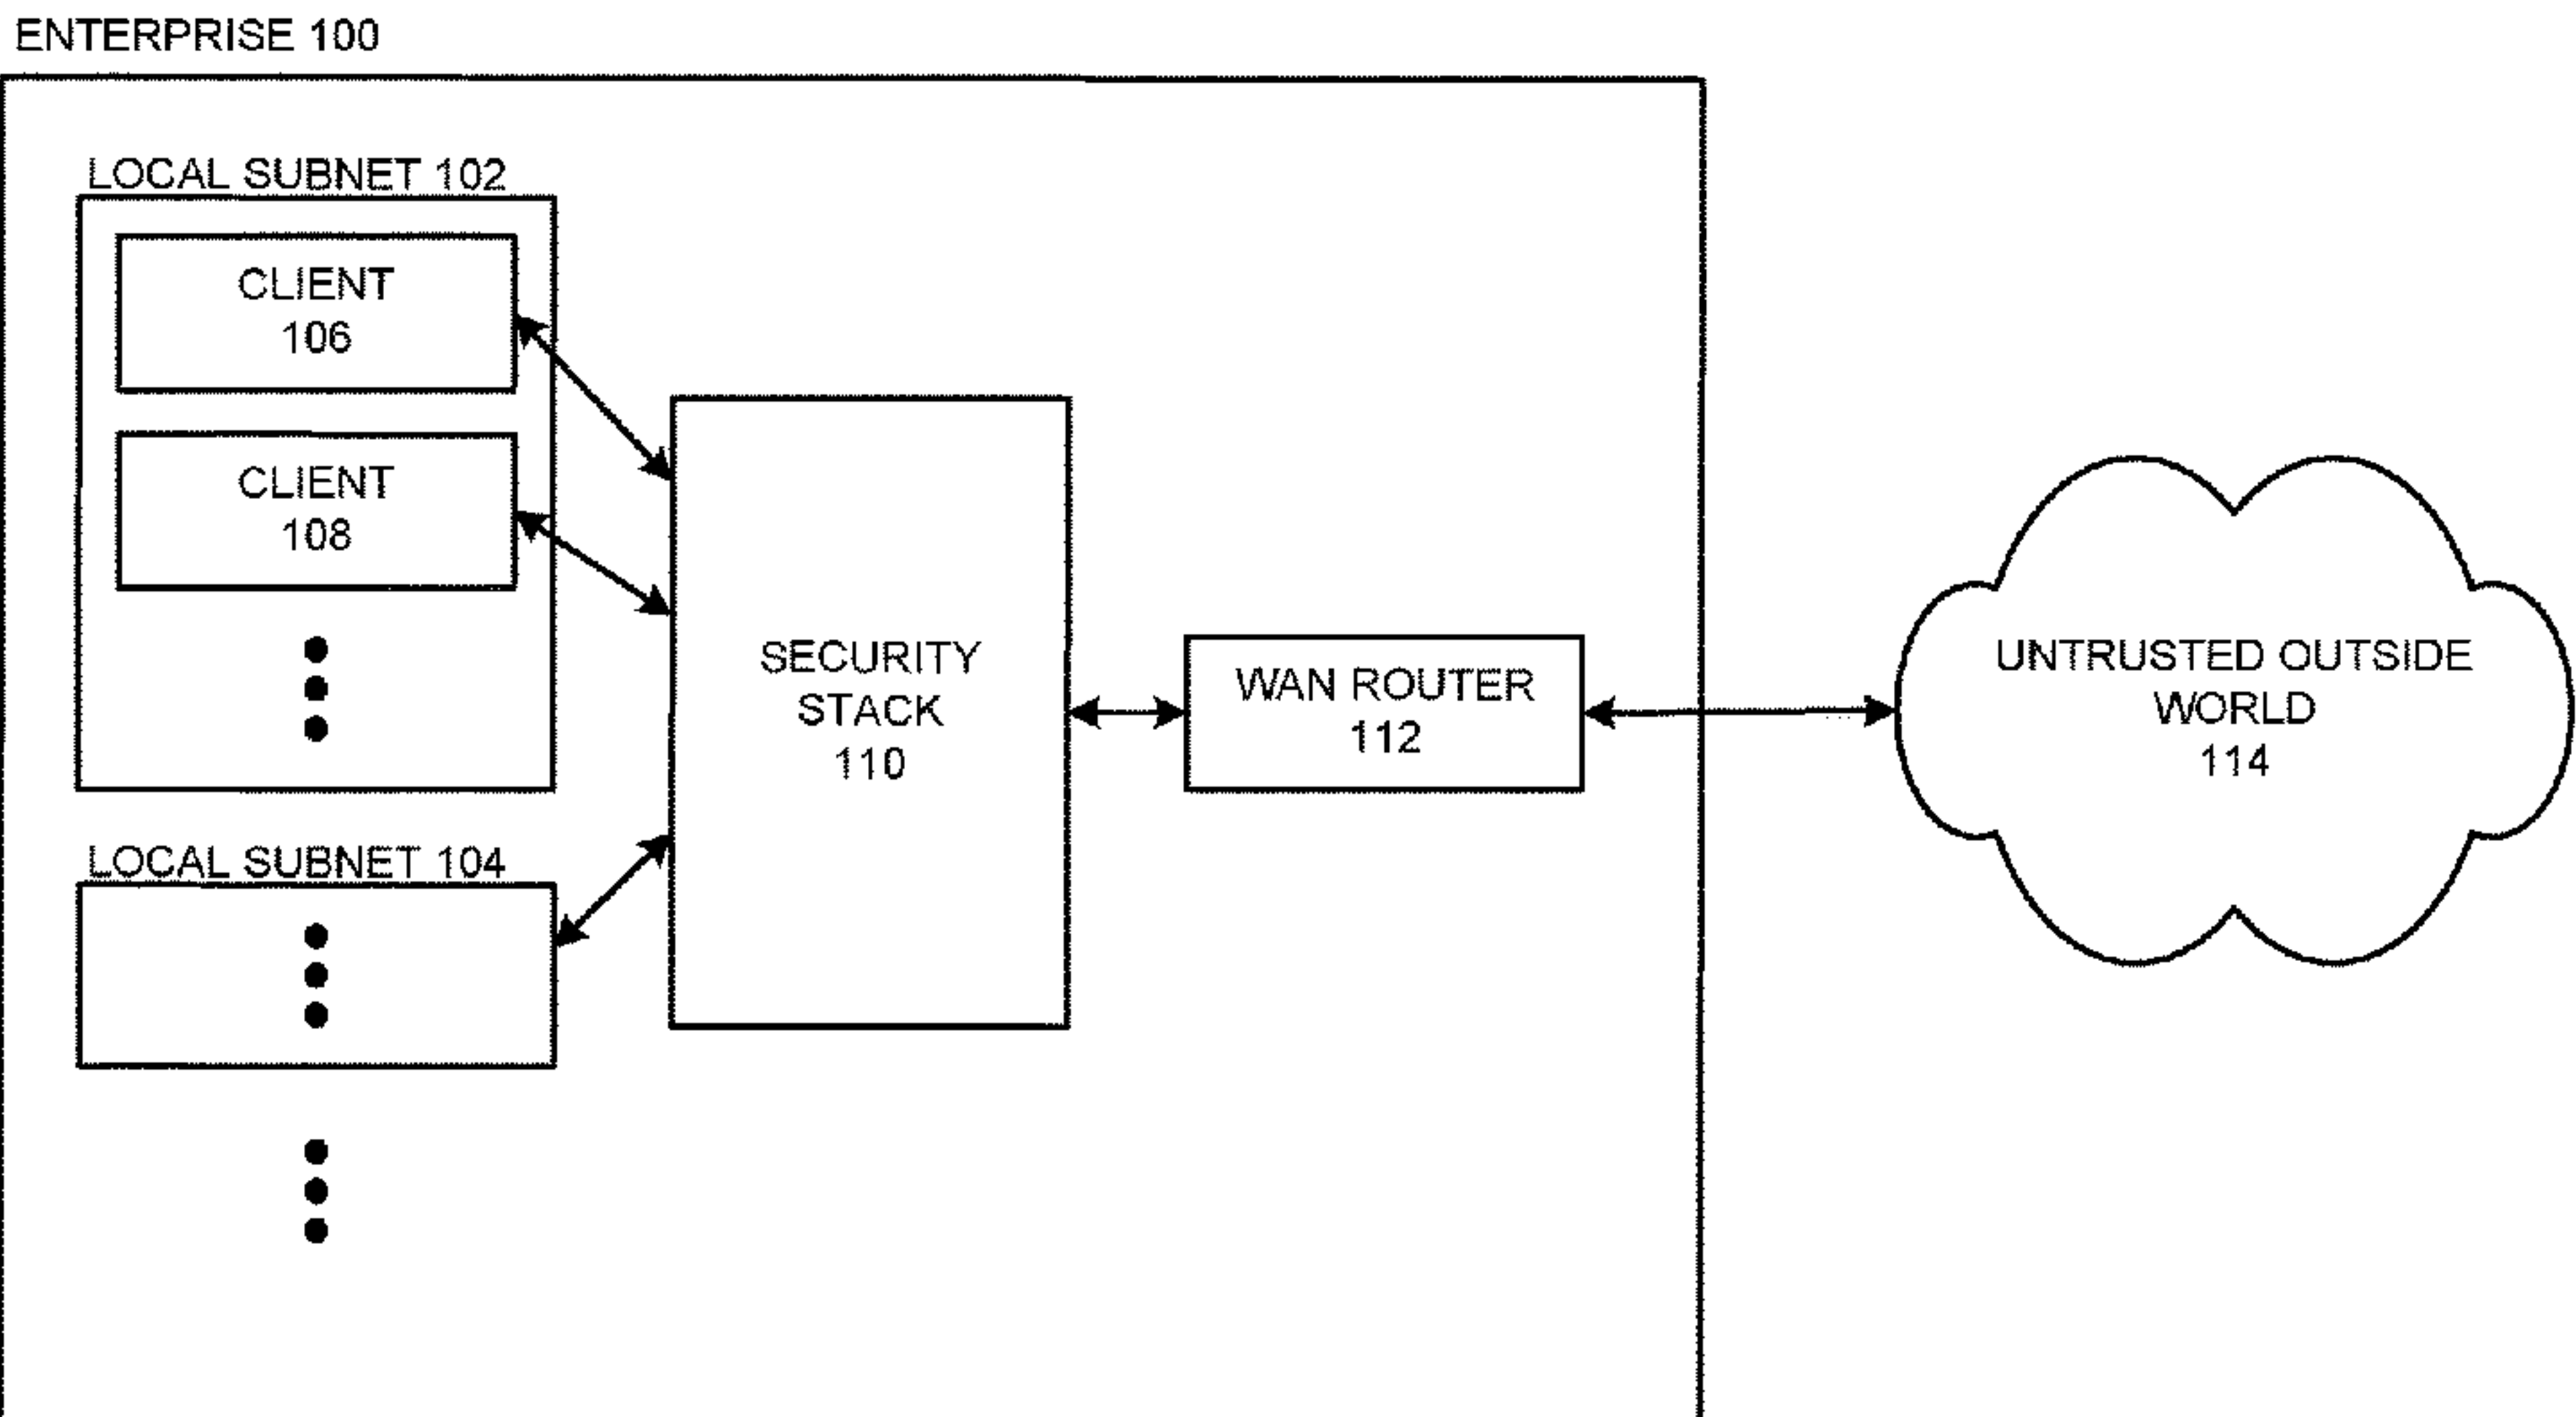 ENTERPRISE 100
LOCAL SUBNET 102
CLIENT
106
CLIENT
108
LOCAL SUBNET 104
SECURITY
STACK
110
WAN ROUTER
112
UNTRUSTED OUTSIDE
WORLD
114